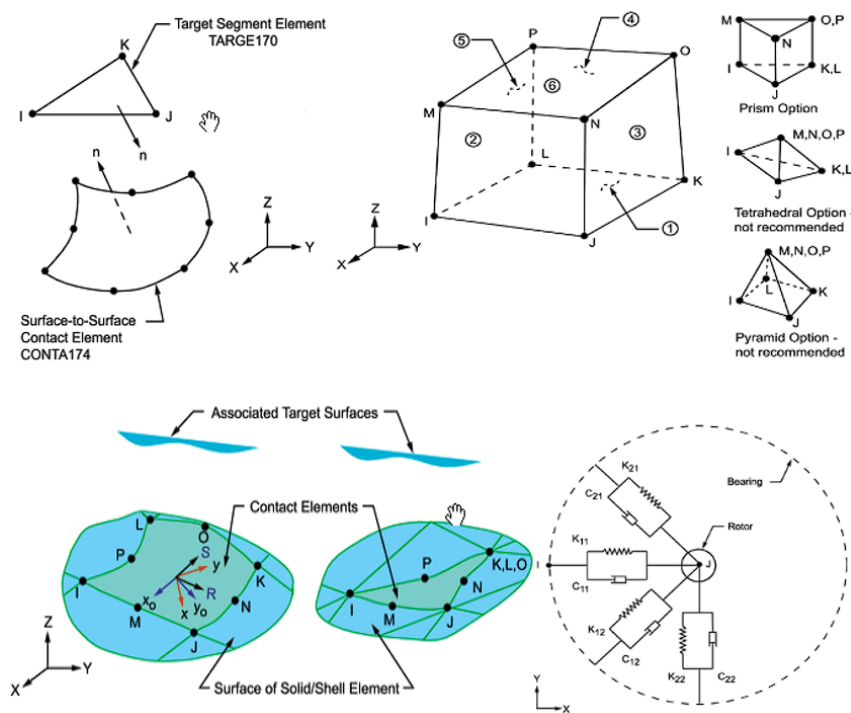 Target Segment Element
TARGE170
K
I
J
n
n
Z
Y
X
Surface-to-Surface
Contact Element
CONTA174
Z
Y
X
P
④
⑤
O
⑥
M
N
②
③
L
K
I
①
J
M
O,P
N
I
K,L
J
Prism Option
M,N,O,P
I
K,L
J
Tetrahedral Option -
not recommended
M,N,O,P
L
K
I
J
Pyramid Option -
not recommended
Associated Target Surfaces
Contact Elements
L
O
S
P
y
K
I
R
xo
N
M
x
yo
J
Z
Y
X
Surface of Solid/Shell Element
P
K,L,O
N
I
M
J
K21
Bearing
C21
Rotor
K11
I
J
C11
K12
C12
K22
C22
Y
X